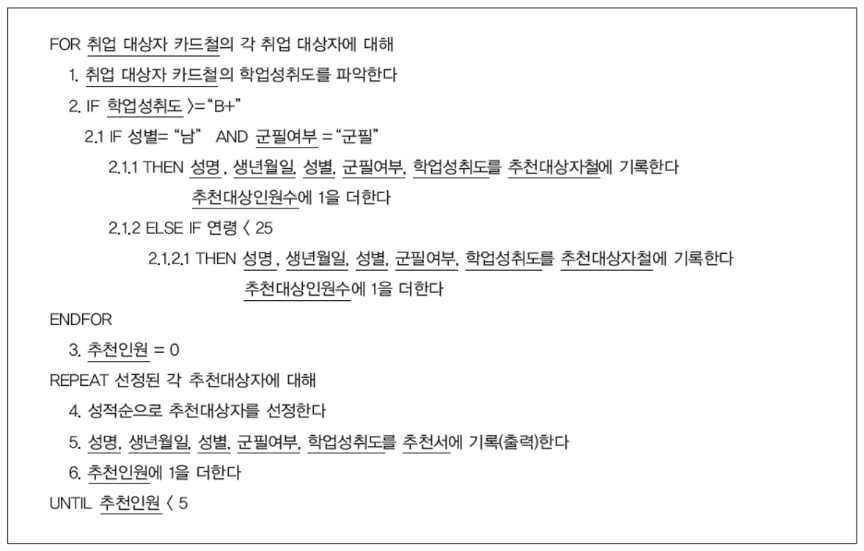 FOR 취업 대상자 카드철의 각 취업 대상자에 대해
1. 취업 대상자 카드철의 학업성취도를 파악한다
2. IF 학업성취도 >="B+"
2.1 IF 성별= "남" AND 군필여부 ="군필"
2.1.1 THEN 성명, 생년월일, 성별, 군필여부, 학업성취도를 추천대상자철에 기록한다
추천대상인원수에 1을 더한다
2.1.2 ELSE IF 연령 < 25
2.1.2.1 THEN 성명, 생년월일, 성별, 군필여부, 학업성취도를 추천대상자철에 기록한다
추천대상인원수에 1을 더한다
ENDFOR
3. 추천인원 = 0
REPEAT 선정된 각 추천대상자에 대해
4. 성적순으로 추천대상자를 선정한다
5. 성명, 생년월일, 성별, 군필여부, 학업성취도를 추천서에 기록(출력)한다
6. 추천인원에 1을 더한다
UNTIL 추천인원 < 5